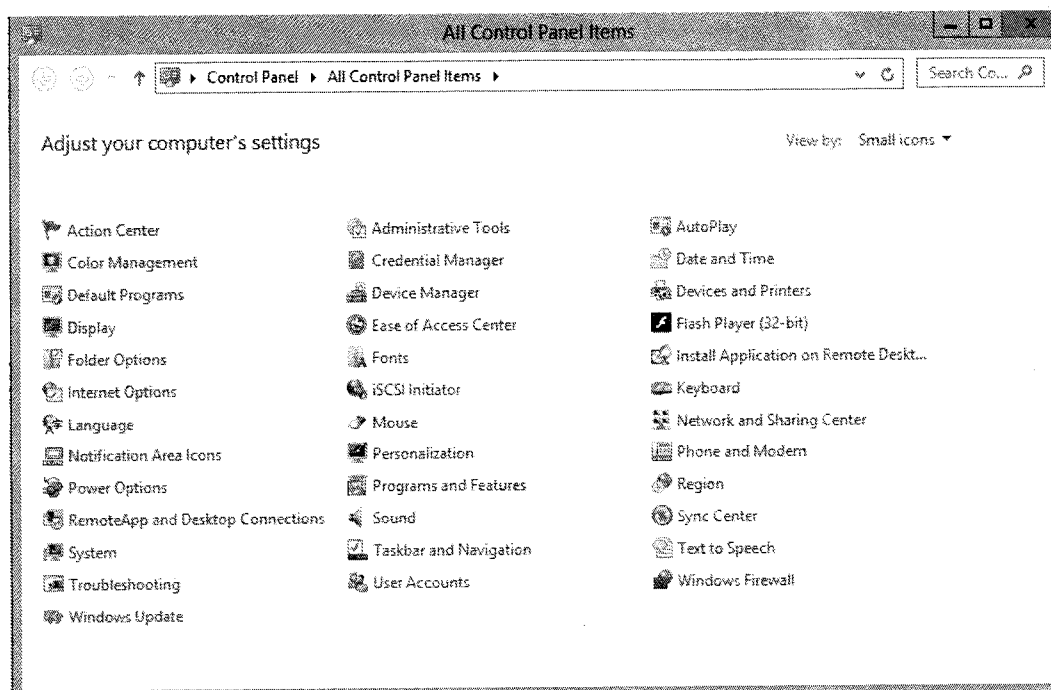 All Control Panel Items
Control Panel All Control Panel Items
Search Co...
Adjust your computer's settings
View by: Small icons
Action Center
Administrative Tools
AutoPlay
Color Management
Credential Manager
Date and Time
Default Programs
Device Manager
Devices and Printers
Display
Ease of Access Center
Flash Player (32-bit)
Folder Options
Fonts
Install Application on Remote Deskt...
Internet Options
iSCSI Initiator
Keyboard
Language
Mouse
Network and Sharing Center
Notification Area Icons
Personalization
Phone and Modem
Power Options
Programs and Features
Region
RemoteApp and Desktop Connections
Sound
Sync Center
System
Taskbar and Navigation
Text to Speech
Troubleshooting
User Accounts
Windows Firewall
Windows Update